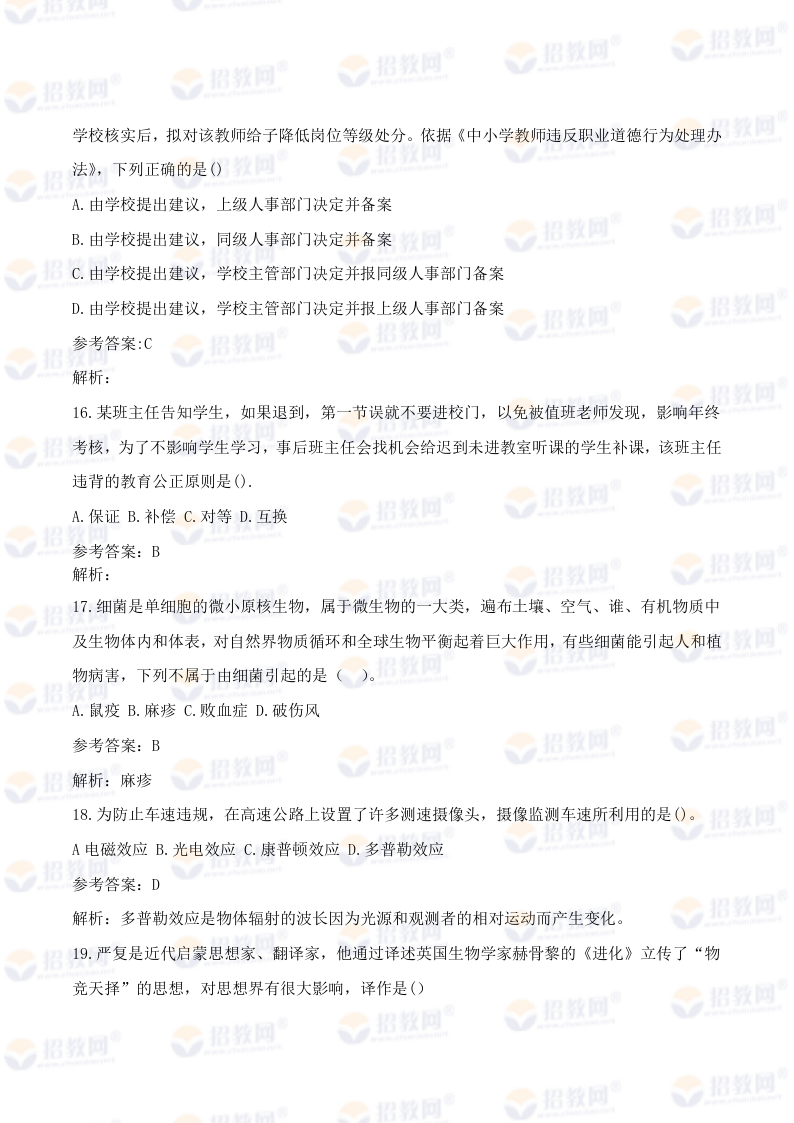 学校核实后，拟对该教师给子降低岗位等级处分。依据《中小学教师违反职业道德行为处理办
法》，下列正确的是()
A.由学校提出建议，上级人事部门决定并备案
B.由学校提出建议，同级人事部门决定并备案
C.由学校提出建议，学校主管部门决定并报同级人事部门备案
D.由学校提出建议，学校主管部门决定并报上级人事部门备案
参考答案:C
解析：
16.某班主任告知学生，如果退到，第一节误就不要进校门，以免被值班老师发现，影响年终
考核，为了不影响学生学习，事后班主任会找机会给迟到未进教室听课的学生补课，该班主任
违背的教育公正原则是().
A.保证 B.补偿 C.对等 D.互换
参考答案：B
解析：
17.细菌是单细胞的微小原核生物，属于微生物的一大类，遍布土壤、空气、谁、有机物质中
及生物体内和体表，对自然界物质循环和全球生物平衡起着巨大作用，有些细菌能引起人和植
物病害，下列不属于由细菌引起的是（ ）。
A.鼠疫 B.麻疹 C.败血症 D.破伤风
参考答案：B
解析：麻疹
18.为防止车速违规，在高速公路上设置了许多测速摄像头，摄像监测车速所利用的是()。
A 电磁效应 B.光电效应 C.康普顿效应 D.多普勒效应
参考答案：D
解析：多普勒效应是物体辐射的波长因为光源和观测者的相对运动而产生变化。
19.严复是近代启蒙思想家、翻译家，他通过译述英国生物学家赫骨黎的《进化》立传了“物
竞天择”的思想，对思想界有很大影响，译作是()
招教网